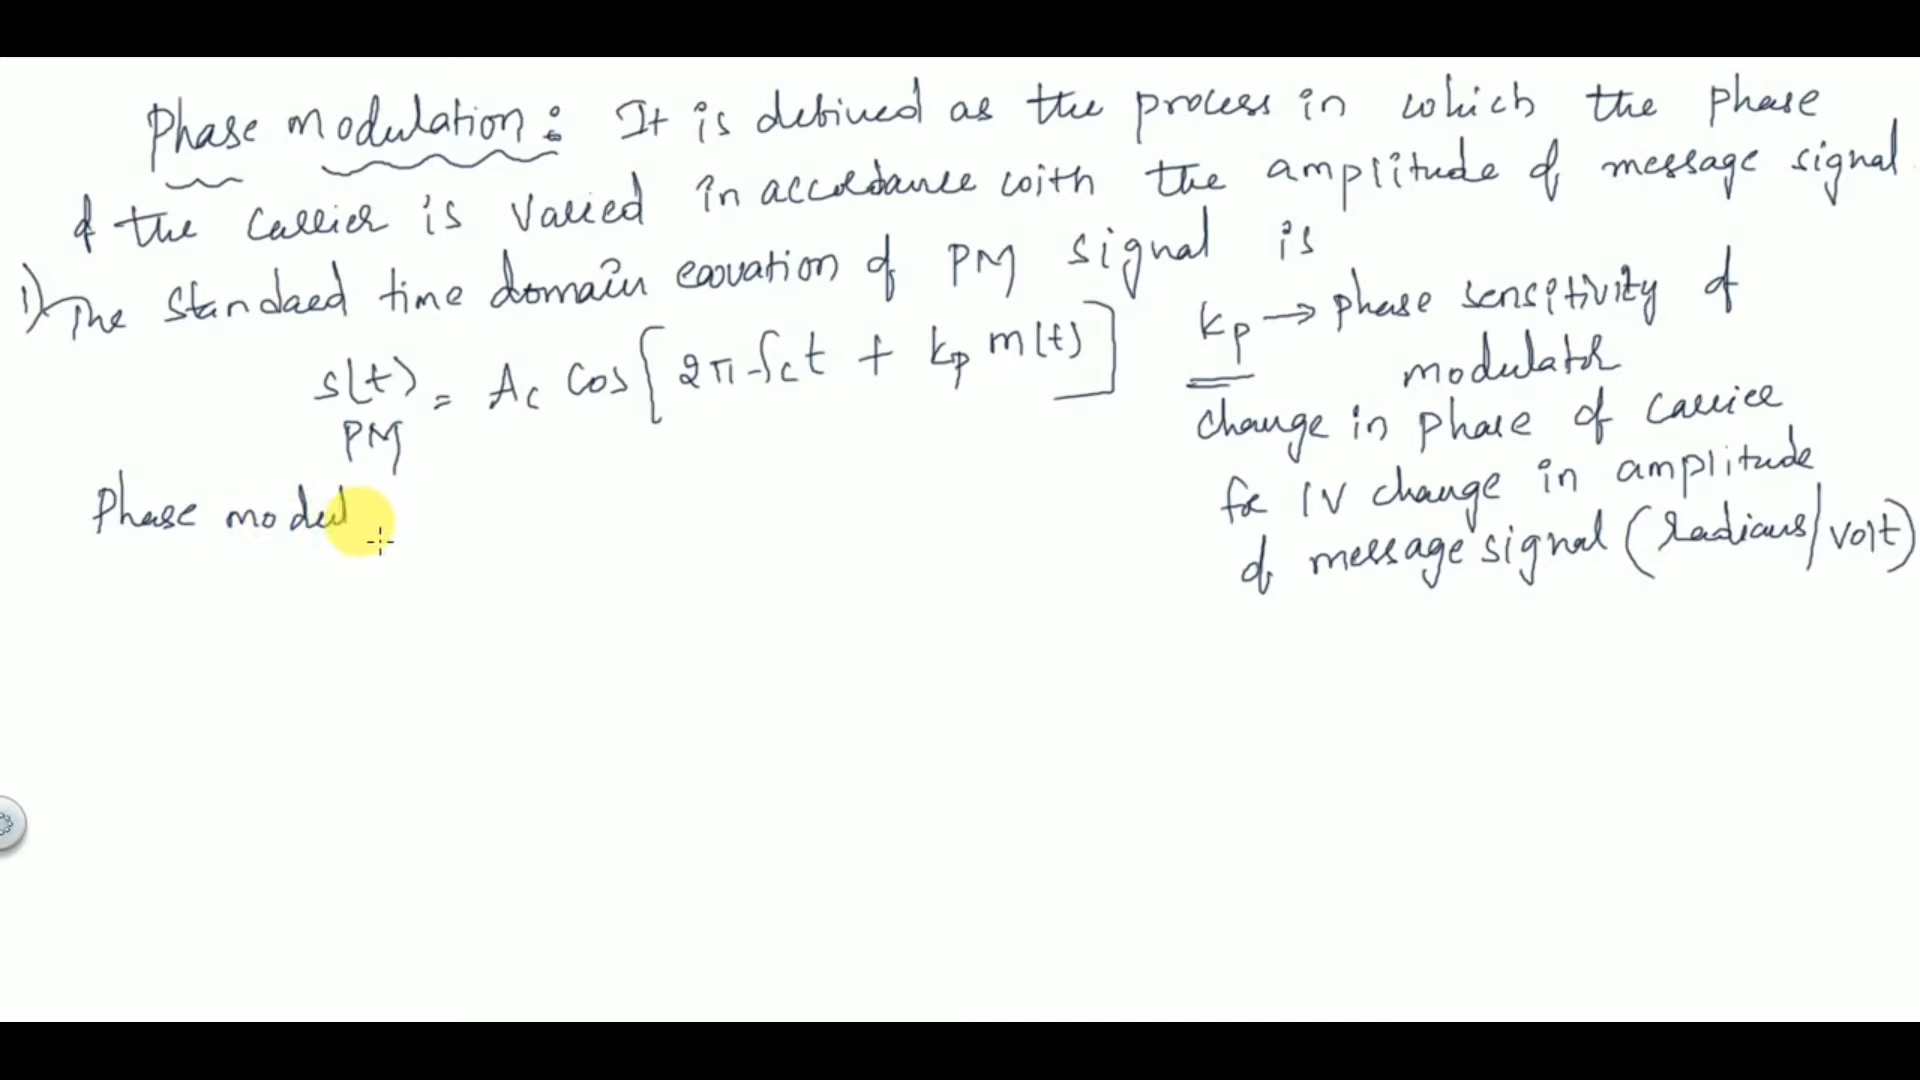 Phase modulation: It is defined as the process in which the phase
of the carrier is varied in accordance with the amplitude of message signal
1) The standard time domain equation of PM signal is
s(t) = Ac Cos[2π fc t + kp m(t)]
PM
kp → phase sensitivity of
modulator
change in phase of carrier
for 1V change in amplitude
of message signal (radians/volt)
Phase modul